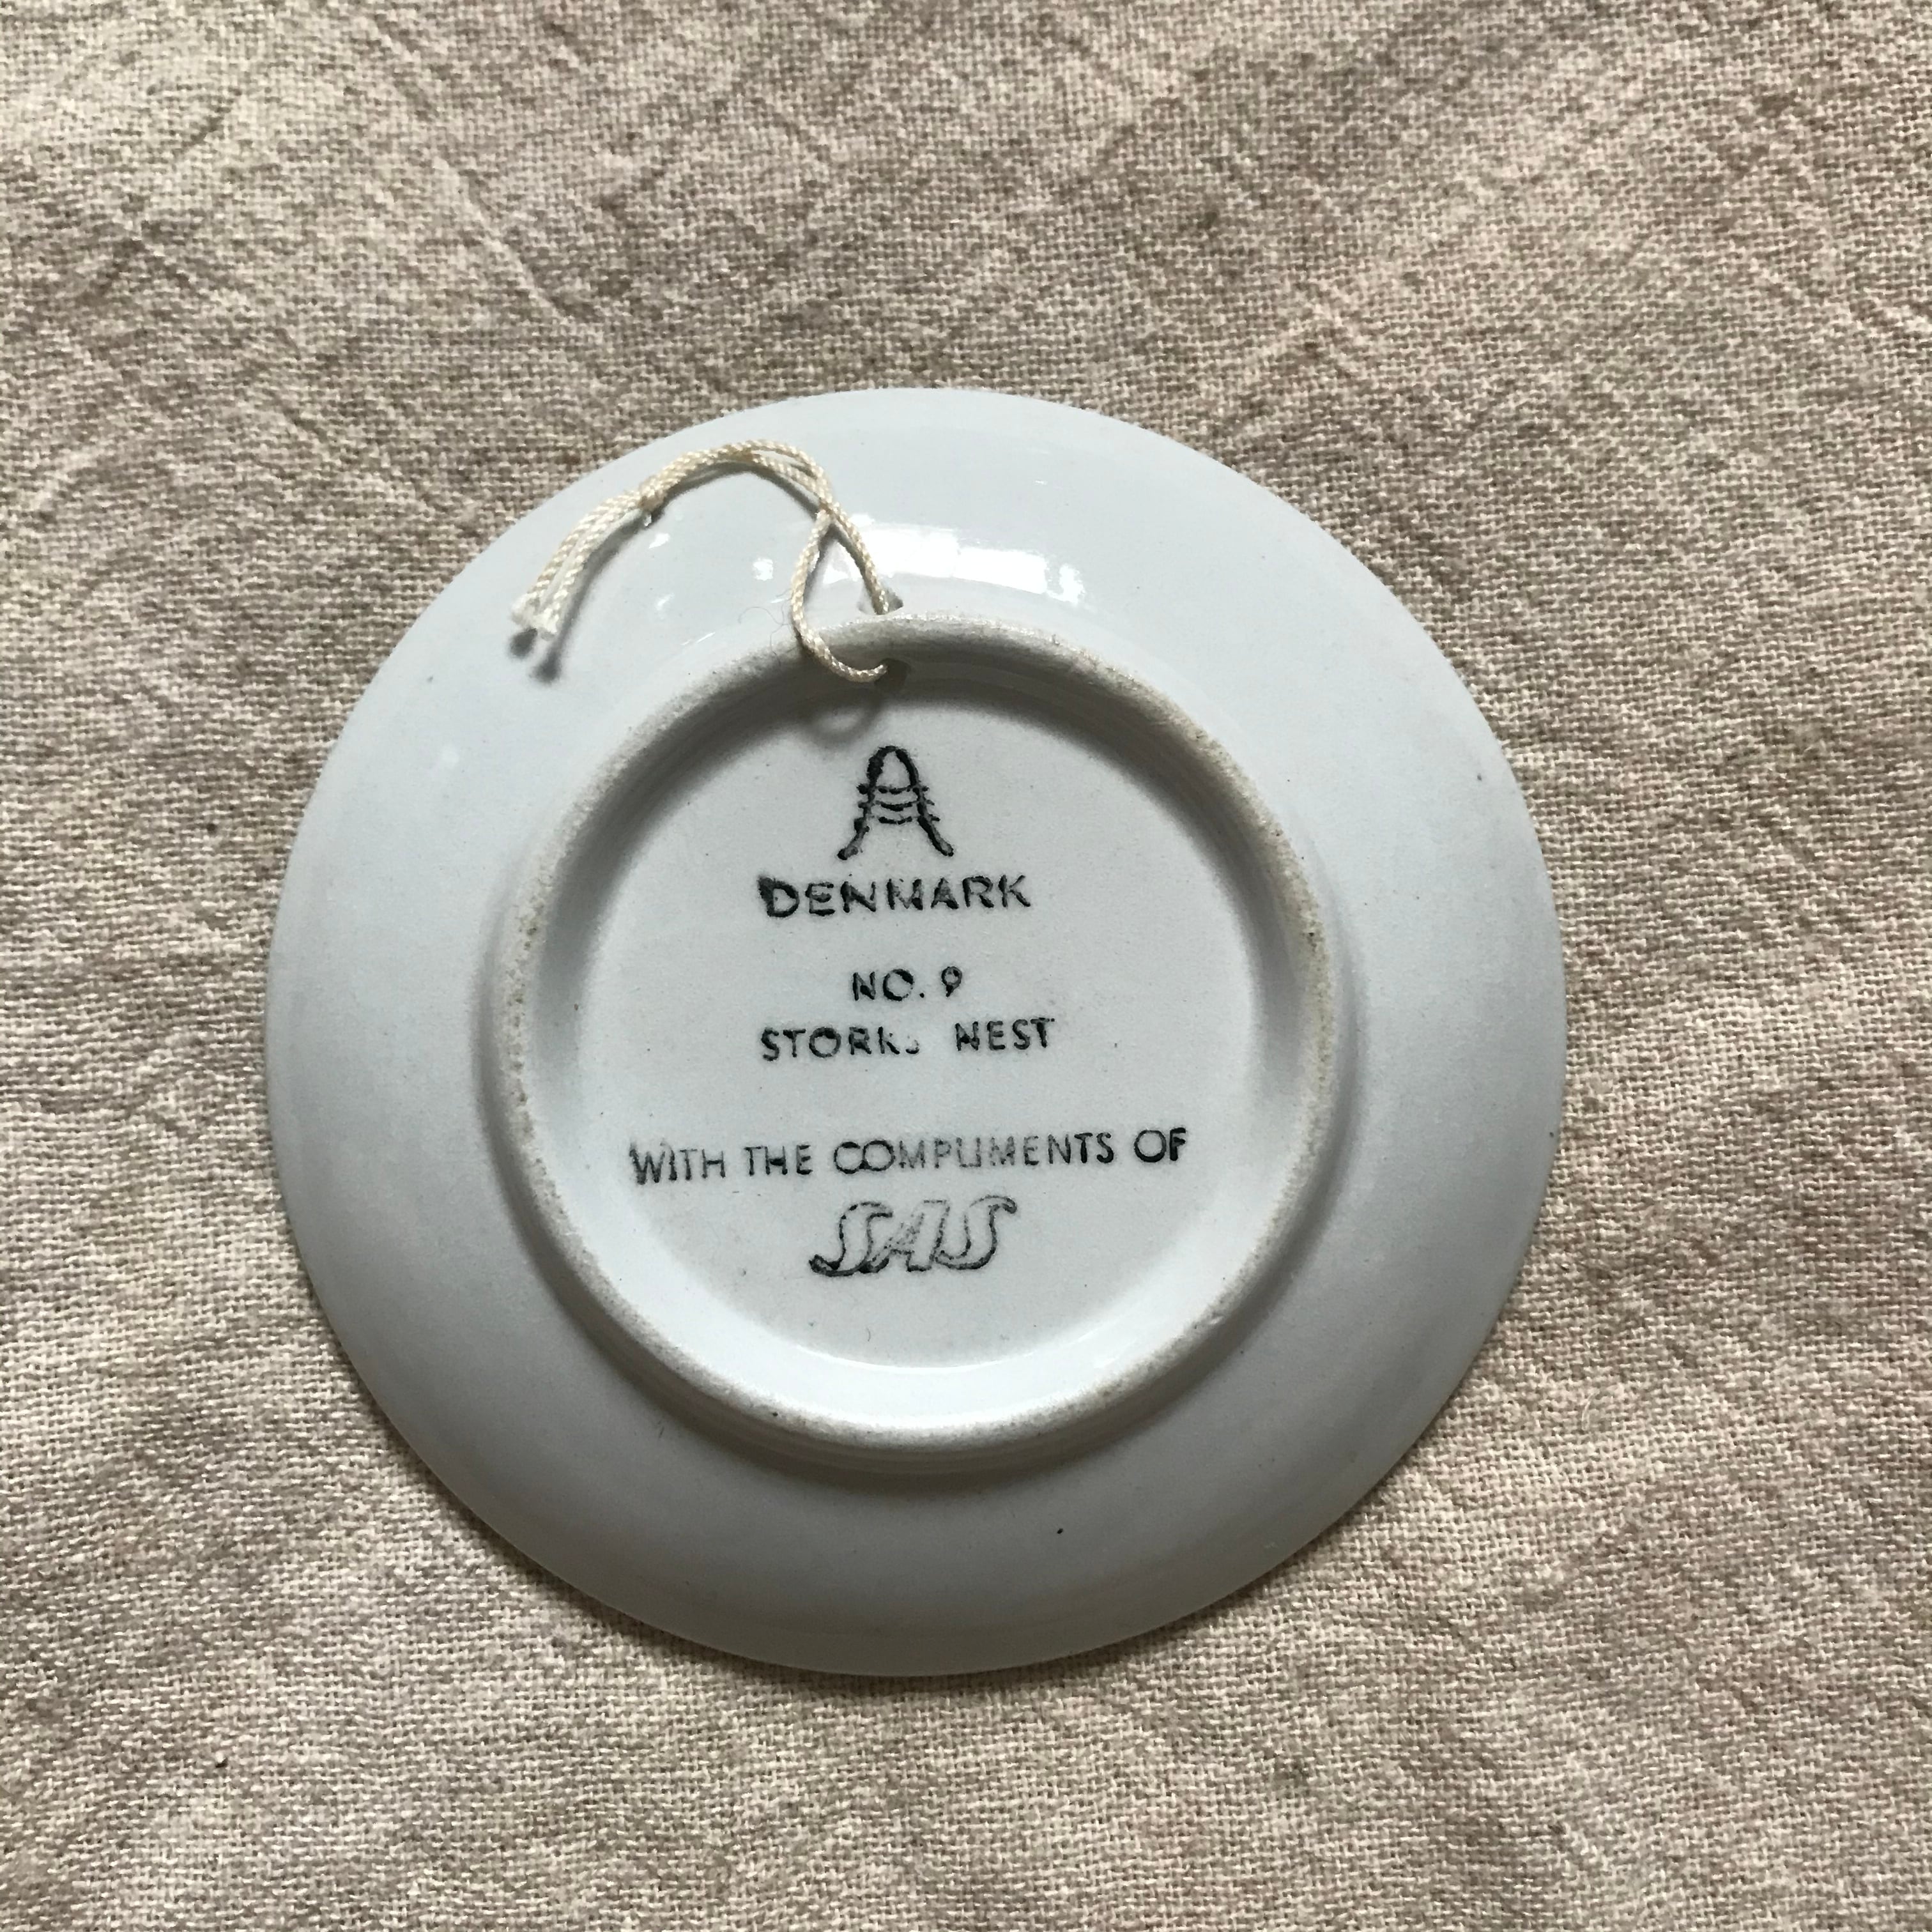 A
DENMARK
NO. 9
STORKS NEST
WITH THE COMPLIMENTS OF
SAS